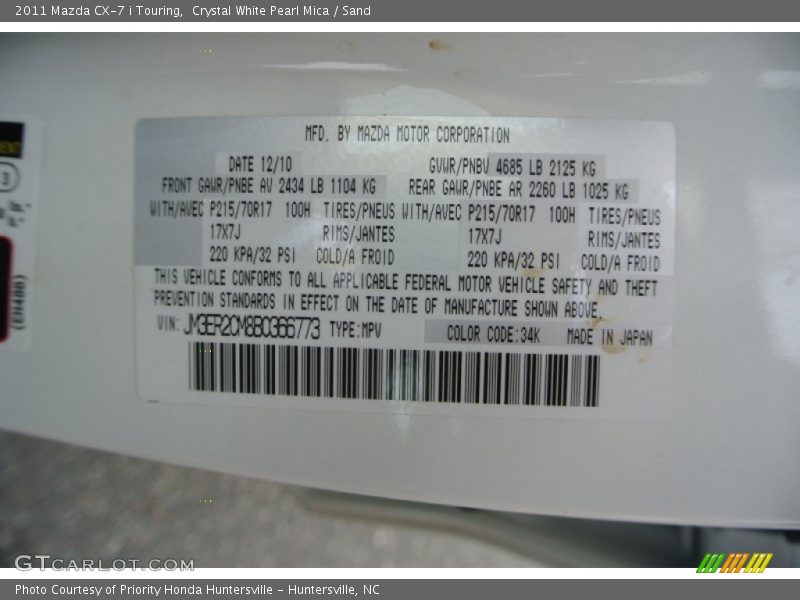 2011 Mazda CX-7 i Touring, Crystal White Pearl Mica / Sand
MFD. BY MAZDA MOTOR CORPORATION
DATE 12/10 GVWR/PNBV 4685 LB 2125 KG
FRONT GAWR/PNBE AV 2434 LB 1104 KG REAR GAWR/PNBE AR 2260 LB 1025 KG
WITH/AVEC P215/70R17 100H TIRES/PNEUS WITH/AVEC P215/70R17 100H TIRES/PNEUS
17X7J RIMS/JANTES 17X7J RIMS/JANTES
220 KPA/32 PSI COLD/A FROID 220 KPA/32 PSI COLD/A FROID
THIS VEHICLE CONFORMS TO ALL APPLICABLE FEDERAL MOTOR VEHICLE SAFETY AND THEFT
PREVENTION STANDARDS IN EFFECT ON THE DATE OF MANUFACTURE SHOWN ABOVE.
VIN: JM3ER2CM8B0366773 TYPE:MPV COLOR CODE:34K MADE IN JAPAN
GTCARLOT.COM
Photo Courtesy of Priority Honda Huntersville - Huntersville, NC